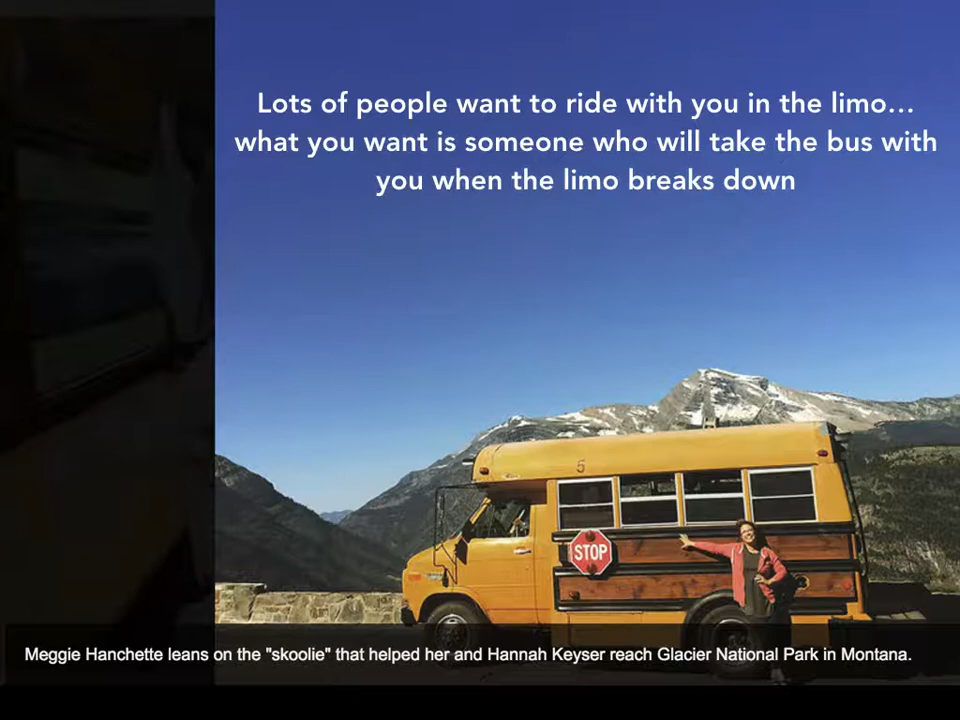 Lots of people want to ride with you in the limo…
what you want is someone who will take the bus with
you when the limo breaks down
5
STOP
Meggie Hanchette leans on the "skoolie" that helped her and Hannah Keyser reach Glacier National Park in Montana.